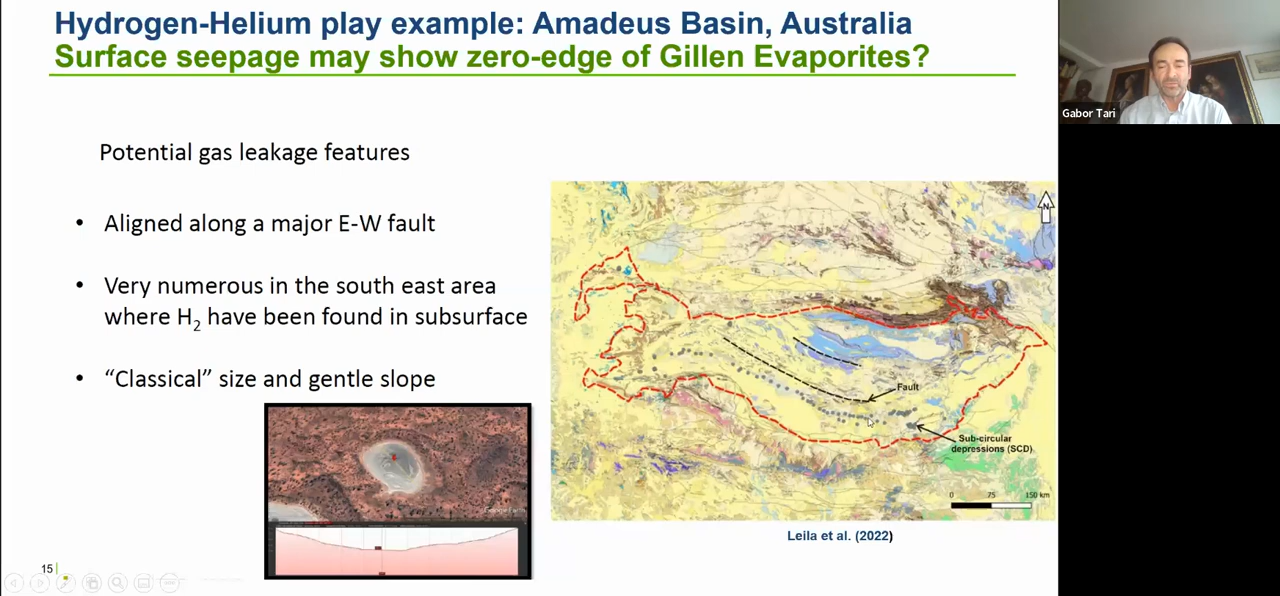 Hydrogen-Helium play example: Amadeus Basin, Australia
Surface seepage may show zero-edge of Gillen Evaporites?
Gabor Tari
Potential gas leakage features
• Aligned along a major E-W fault
• Very numerous in the south east area
where H₂ have been found in subsurface
• “Classical” size and gentle slope
N
Fault
Sub-circular
depressions (SCD)
0 75 150 km
Leila et al. (2022)
Google Earth
15